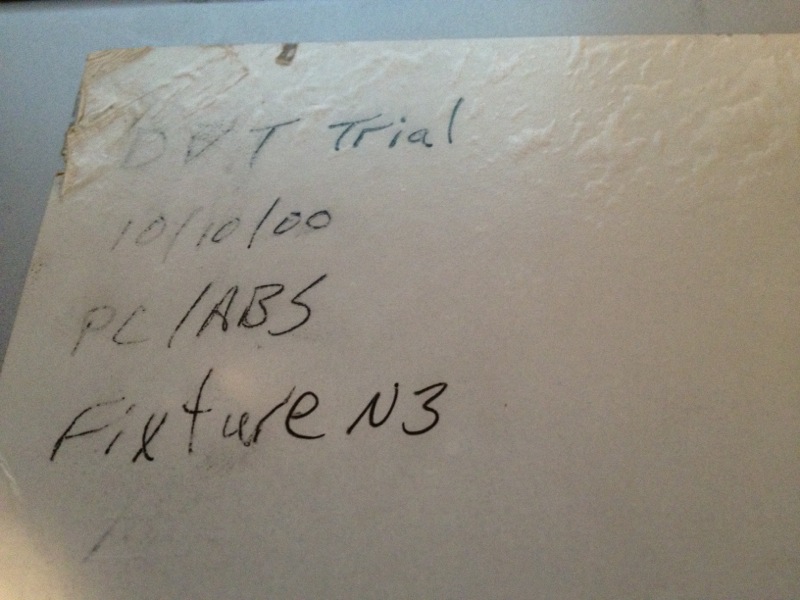 DVT Trial
10/10/00
PC/ABS
Fixture N3